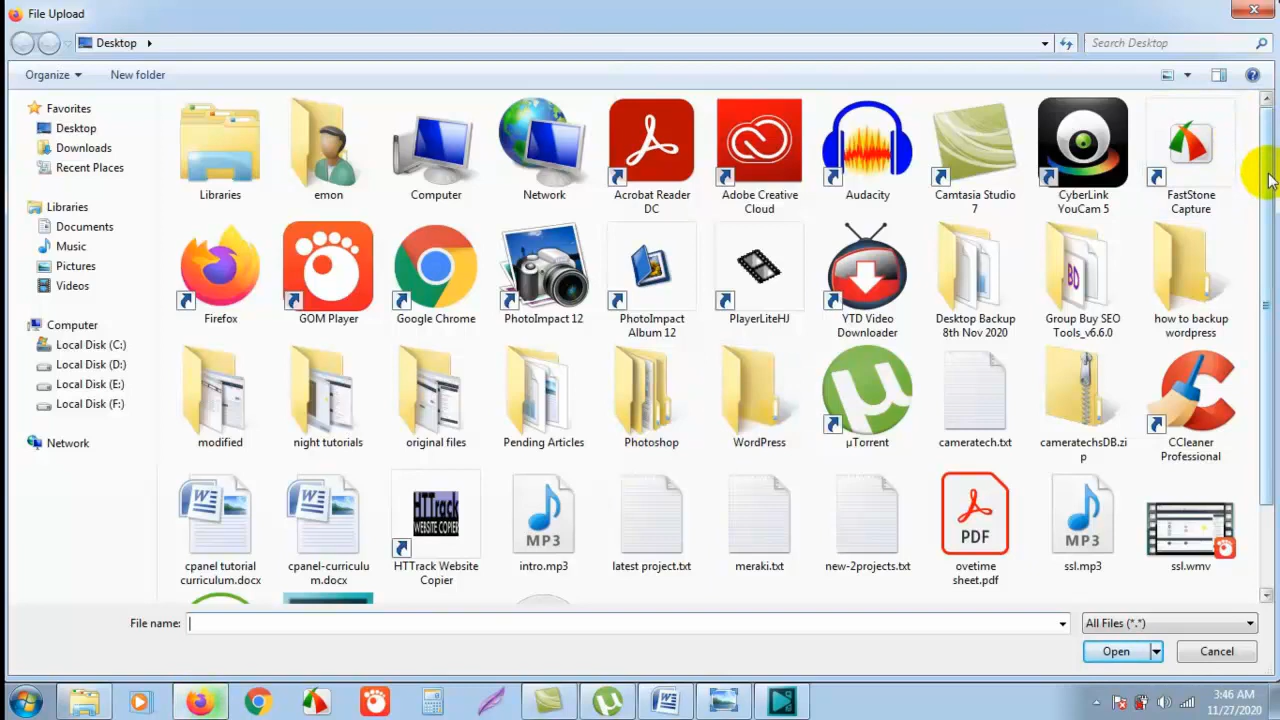 File Upload
Desktop
Search Desktop
Organize
New folder
Favorites
Desktop
Downloads
Recent Places
Libraries
Documents
Music
Pictures
Videos
Computer
Local Disk (C:)
Local Disk (D:)
Local Disk (E:)
Local Disk (F:)
Network
Libraries
emon
Computer
Network
Acrobat Reader
DC
Adobe Creative
Cloud
Audacity
Camtasia Studio
7
CyberLink
YouCam 5
FastStone
Capture
Firefox
GOM Player
Google Chrome
PhotoImpact 12
PhotoImpact
Album 12
PlayerLiteHJ
YTD Video
Downloader
Desktop Backup
8th Nov 2020
BD
Group Buy SEO
Tools_v6.6.0
how to backup
wordpress
modified
night tutorials
original files
Pending Articles
Photoshop
WordPress
µTorrent
cameratech.txt
cameratechsDB.zi
p
CCleaner
Professional
cpanel tutorial
curriculum.docx
cpanel-curriculu
m.docx
HTTrack
WEBSITE COPIER
HTTrack Website
Copier
MP3
intro.mp3
latest project.txt
meraki.txt
new-2projects.txt
PDF
ovetime
sheet.pdf
MP3
ssl.mp3
ssl.wmv
File name:
All Files (*.*)
Open
Cancel
3:46 AM
11/27/2020